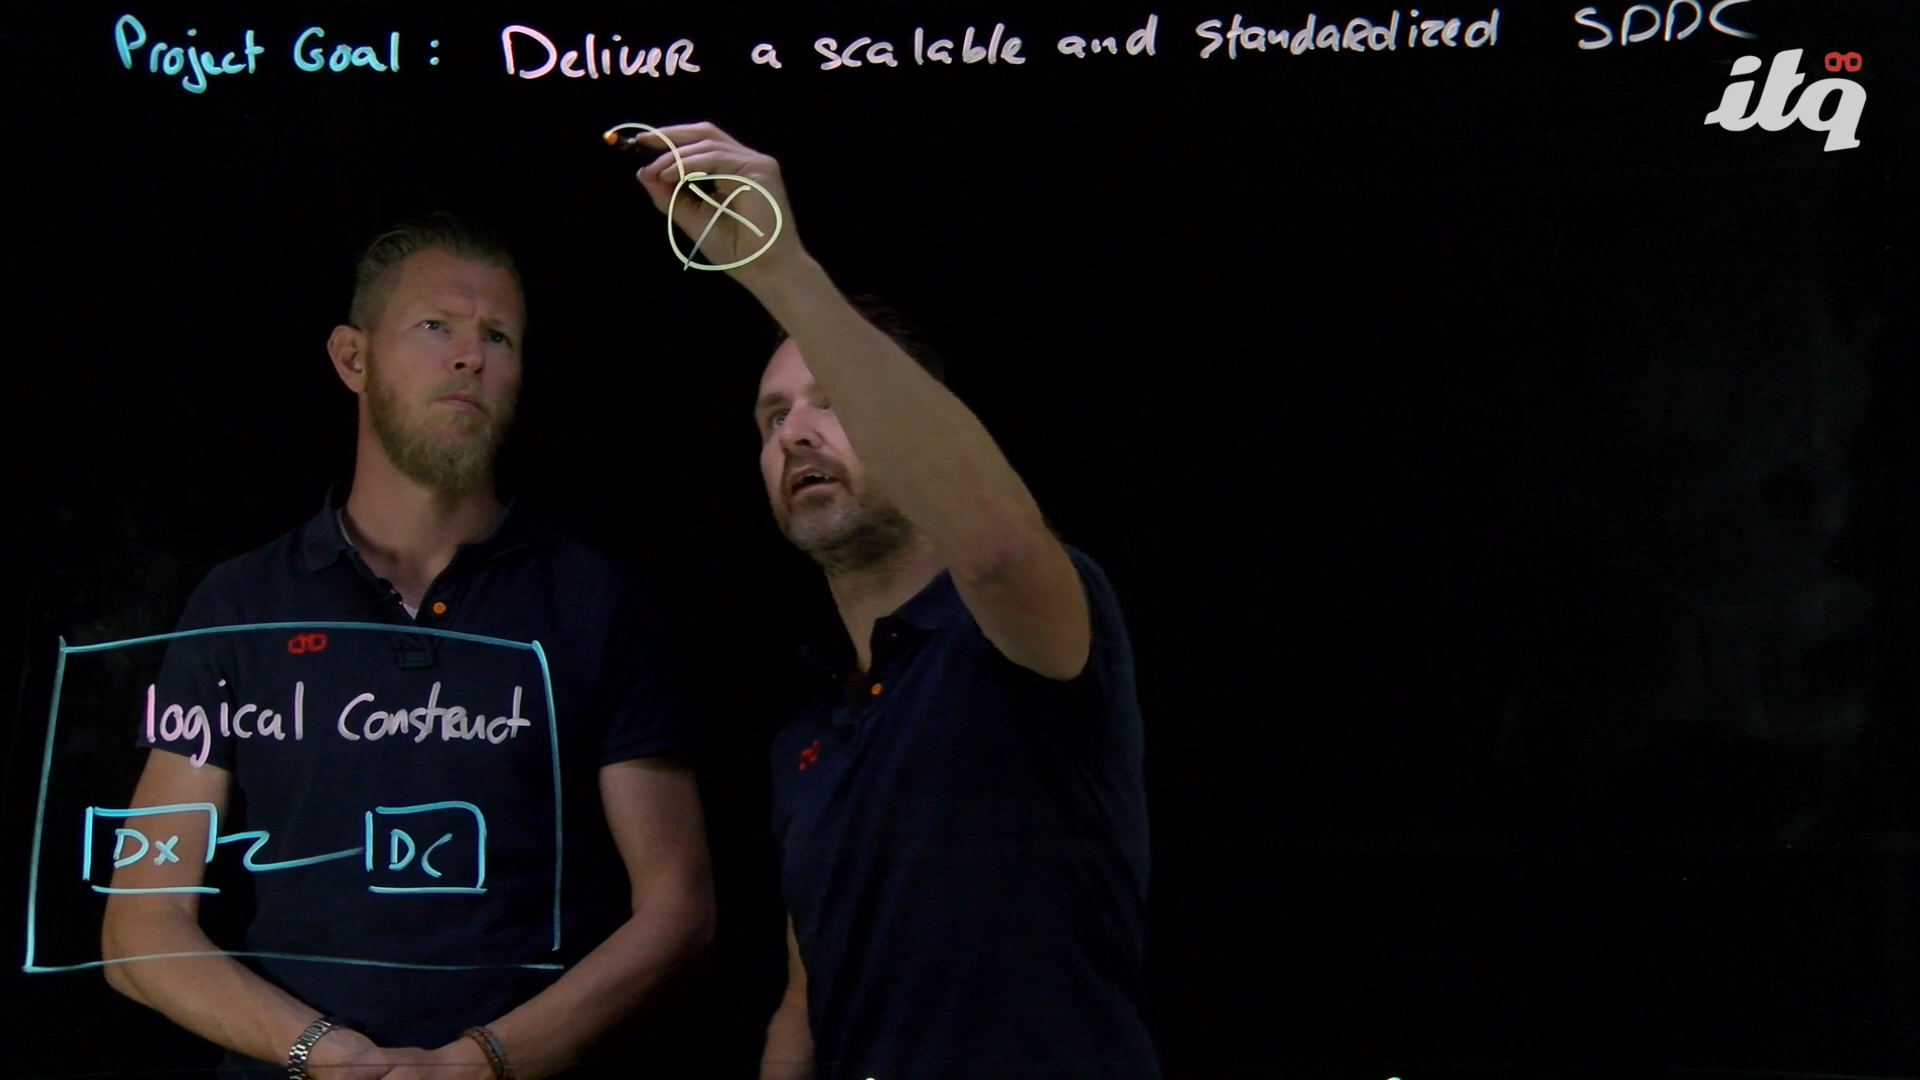 Project Goal: Deliver a scalable and standardized SDDC
itq
logical construct
Dx DC